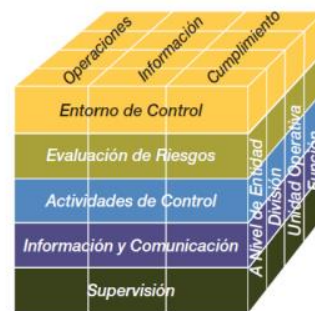 Operaciones
Información
Cumplimiento
Entorno de Control
Evaluación de Riesgos
Actividades de Control
Información y Comunicación
Supervisión
A Nivel de Entidad
División
Unidad Operativa
Función